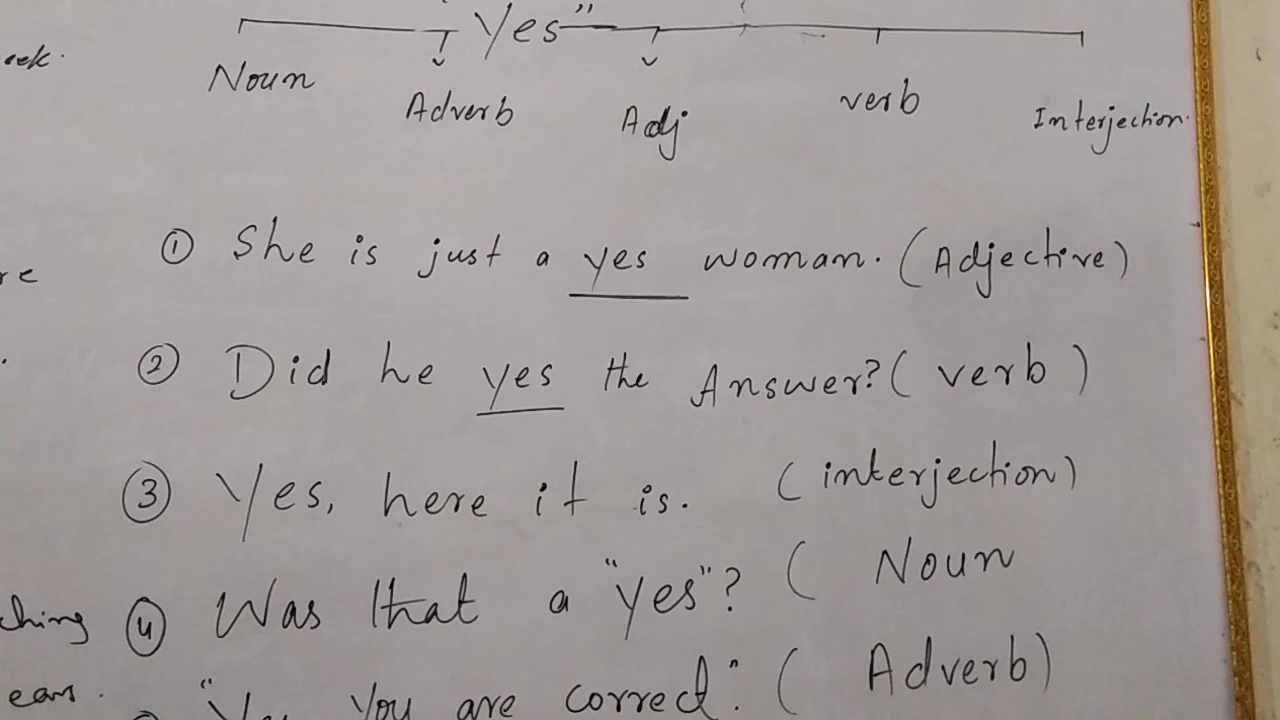 Yes"
Noun Adverb Adj verb Interjection
① She is just a yes woman. (Adjective)
② Did he yes the Answer? (verb)
③ Yes, here it is. (interjection)
④ Was that a "yes"? ( Noun
You are correct." ( Adverb)